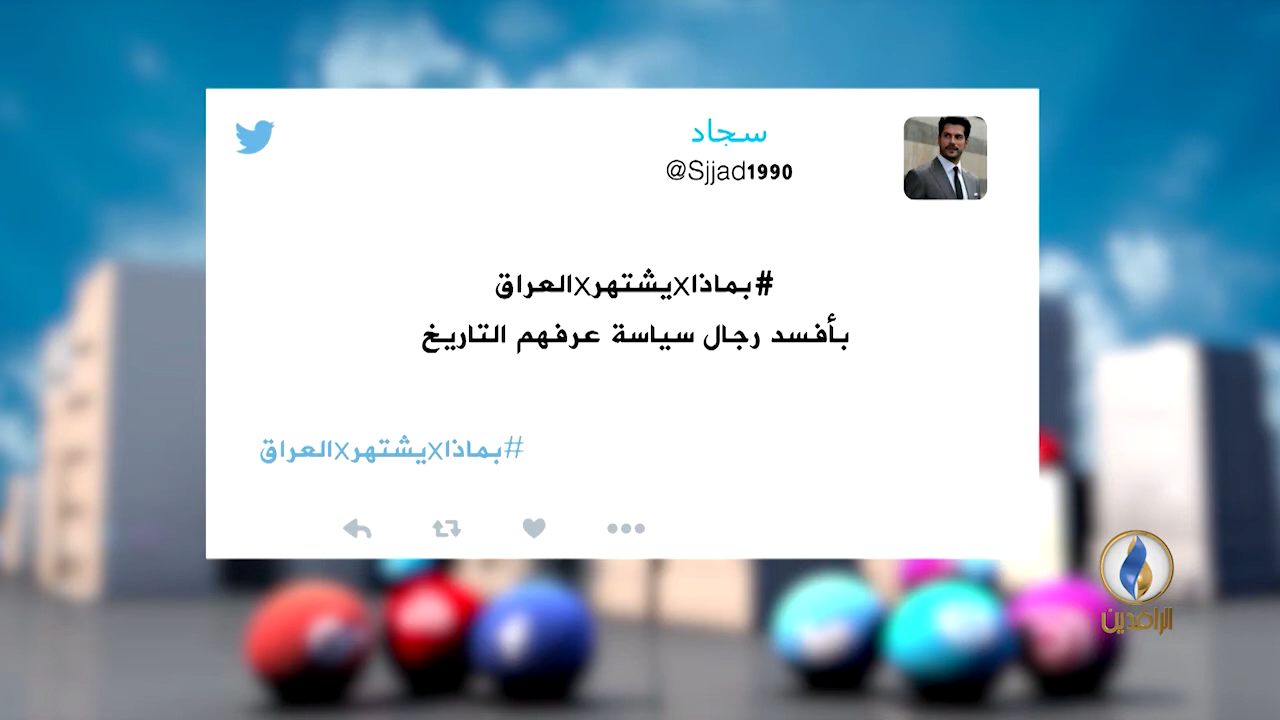 سجاد
@Sjjad1990
#بماذاxيشتهرxالعراق
بأفسد رجال سياسة عرفهم التاريخ
#بماذاxيشتهرxالعراق
الرافدين